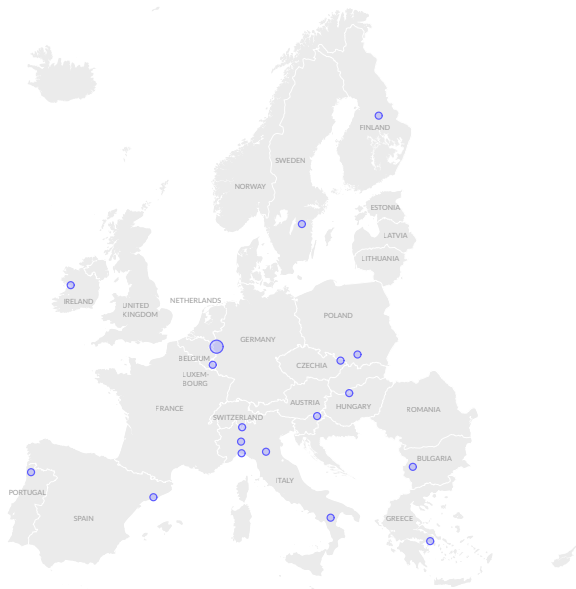 FINLAND
SWEDEN
NORWAY
ESTONIA
LATVIA
LITHUANIA
IRELAND
UNITED
KINGDOM
NETHERLANDS
POLAND
GERMANY
BELGIUM
LUXEM-
BOURG
CZECHIA
AUSTRIA
HUNGARY
ROMANIA
FRANCE
SWITZERLAND
BULGARIA
ITALY
PORTUGAL
SPAIN
GREECE